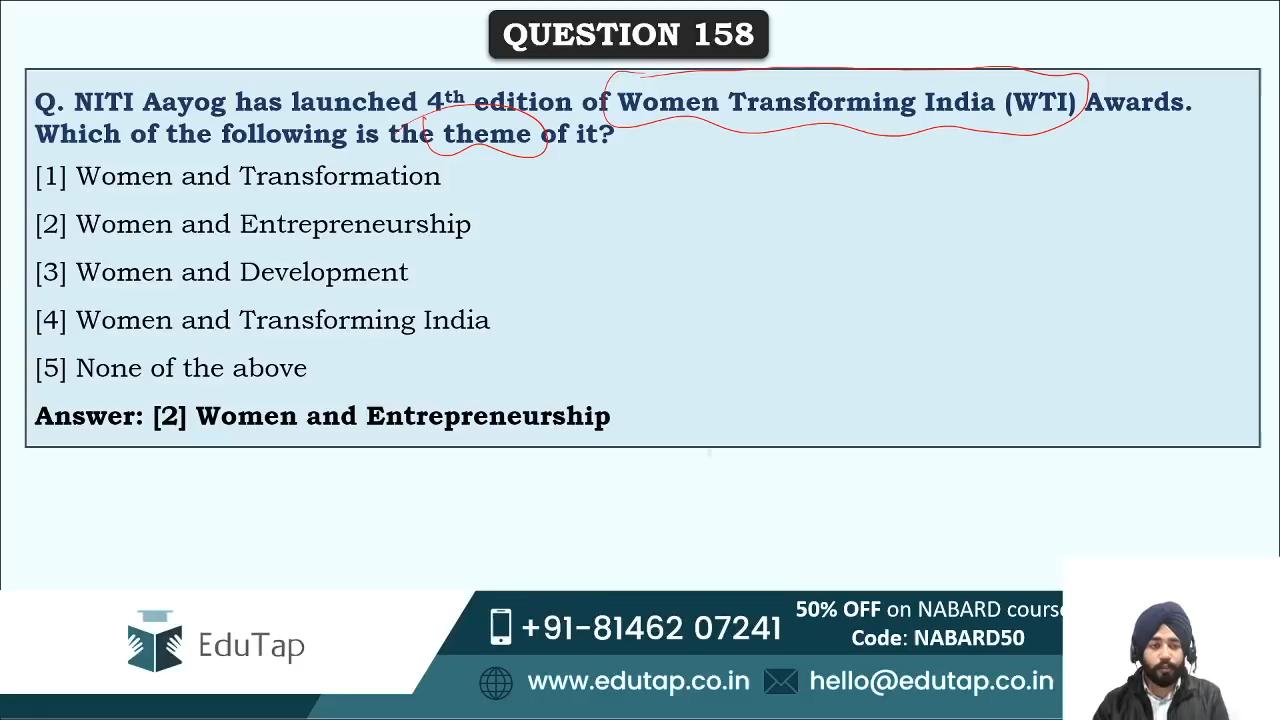 QUESTION 158
Q. NITI Aayog has launched 4th edition of Women Transforming India (WTI) Awards.
Which of the following is the theme of it?
[1] Women and Transformation
[2] Women and Entrepreneurship
[3] Women and Development
[4] Women and Transforming India
[5] None of the above
Answer: [2] Women and Entrepreneurship
EduTap
+91-81462 07241
50% OFF on NABARD course
Code: NABARD50
www.edutap.co.in
hello@edutap.co.in